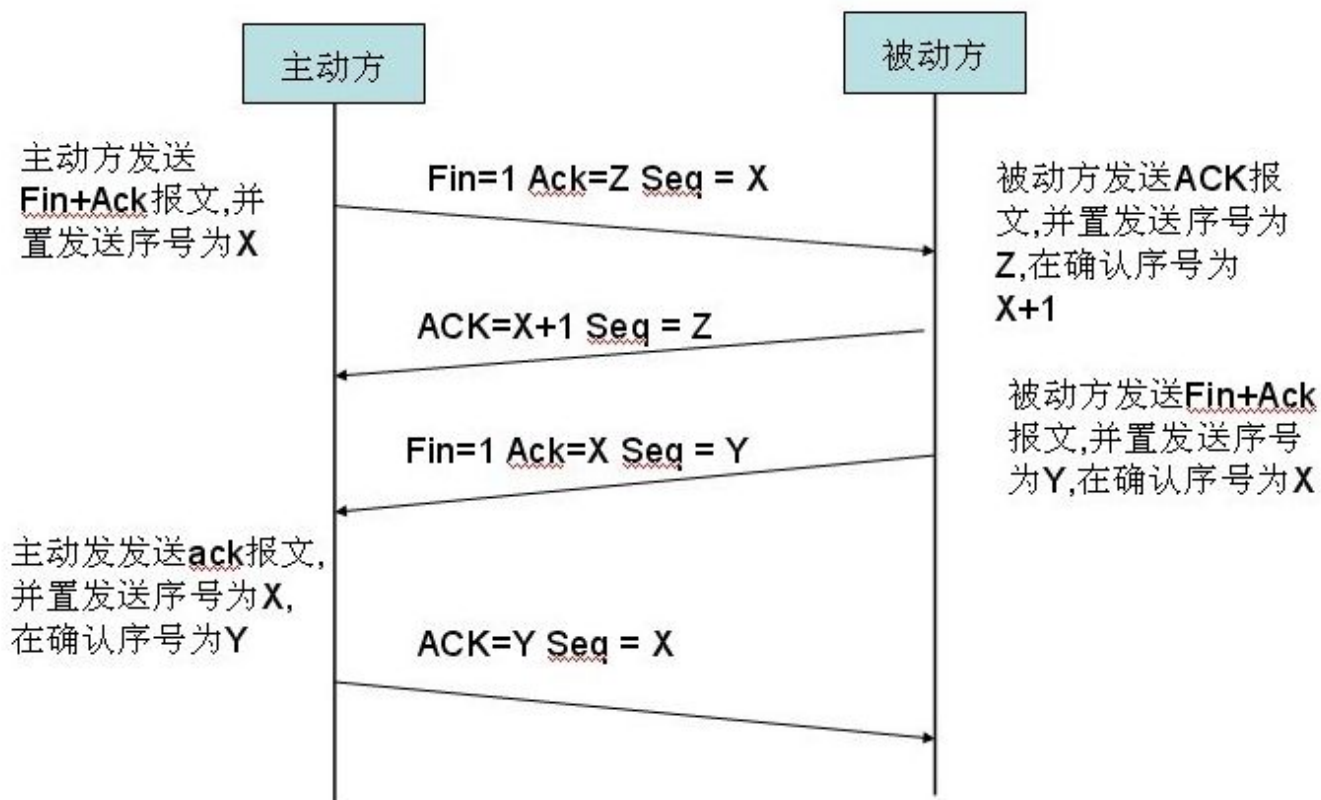 主动方
被动方
主动方发送
Fin+Ack报文,并
置发送序号为X
Fin=1 Ack=Z Seq = X
被动方发送ACK报
文,并置发送序号为
Z,在确认序号为
X+1
ACK=X+1 Seq = Z
被动方发送Fin+Ack
报文,并置发送序号
为Y,在确认序号为X
Fin=1 Ack=X Seq = Y
主动发发送ack报文,
并置发送序号为X,
在确认序号为Y
ACK=Y Seq = X